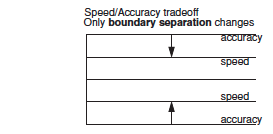 Speed/Accuracy tradeoff
Only boundary separation changes
accuracy
speed
speed
accuracy